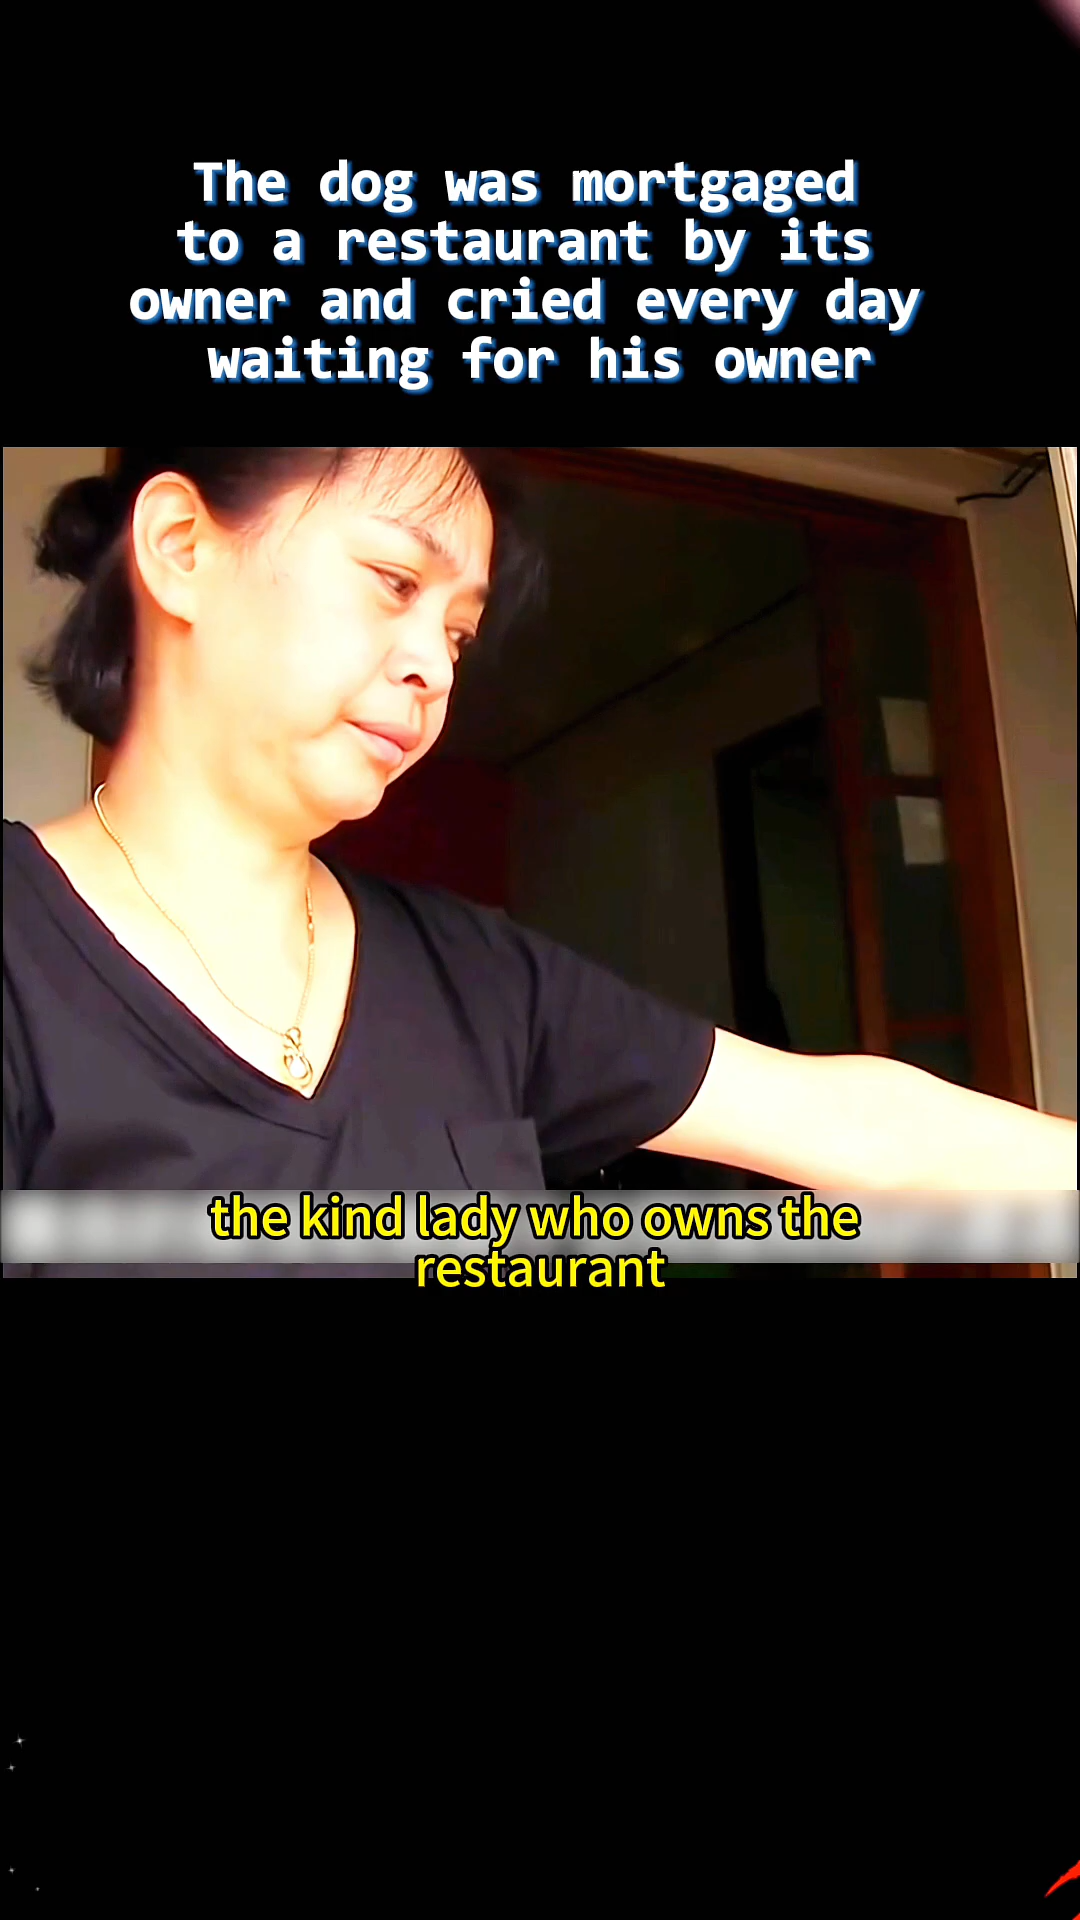 The dog was mortgaged
to a restaurant by its
owner and cried every day
waiting for his owner
the kind lady who owns the
restaurant